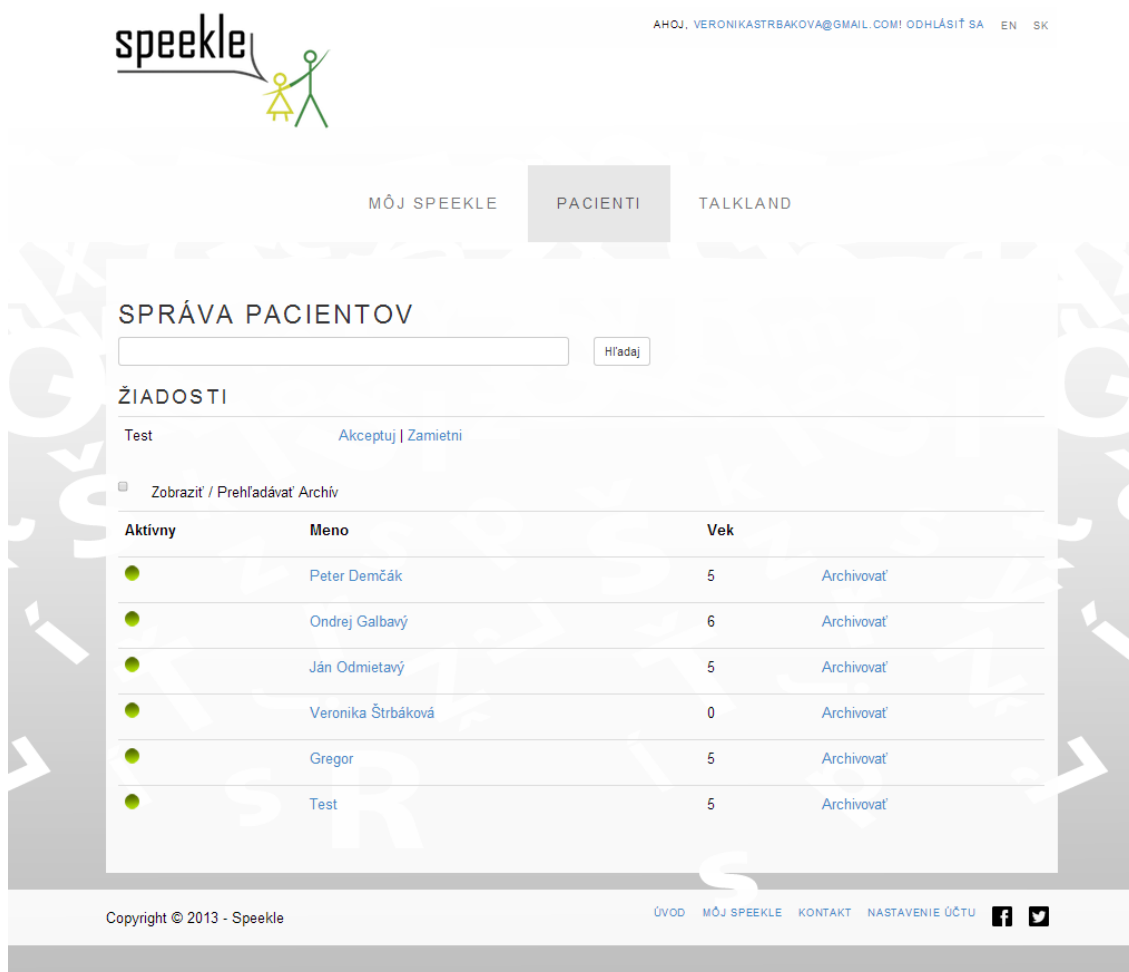 speekle
AHOJ, VERONIKASTRBAKOVA@GMAIL.COM! ODHLÁSIŤ SA EN SK
MÔJ SPEEKLE PACIENTI TALKLAND
SPRÁVA PACIENTOV
Hľadaj
ŽIADOSTI
Test Akceptuj | Zamietni
Zobraziť / Prehľadávať Archív
Aktívny Meno Vek
Peter Demčák 5 Archivovať
Ondrej Galbavý 6 Archivovať
Ján Odmietavý 5 Archivovať
Veronika Štrbáková 0 Archivovať
Gregor 5 Archivovať
Test 5 Archivovať
Copyright © 2013 - Speekle
ÚVOD MÔJ SPEEKLE KONTAKT NASTAVENIE ÚČTU